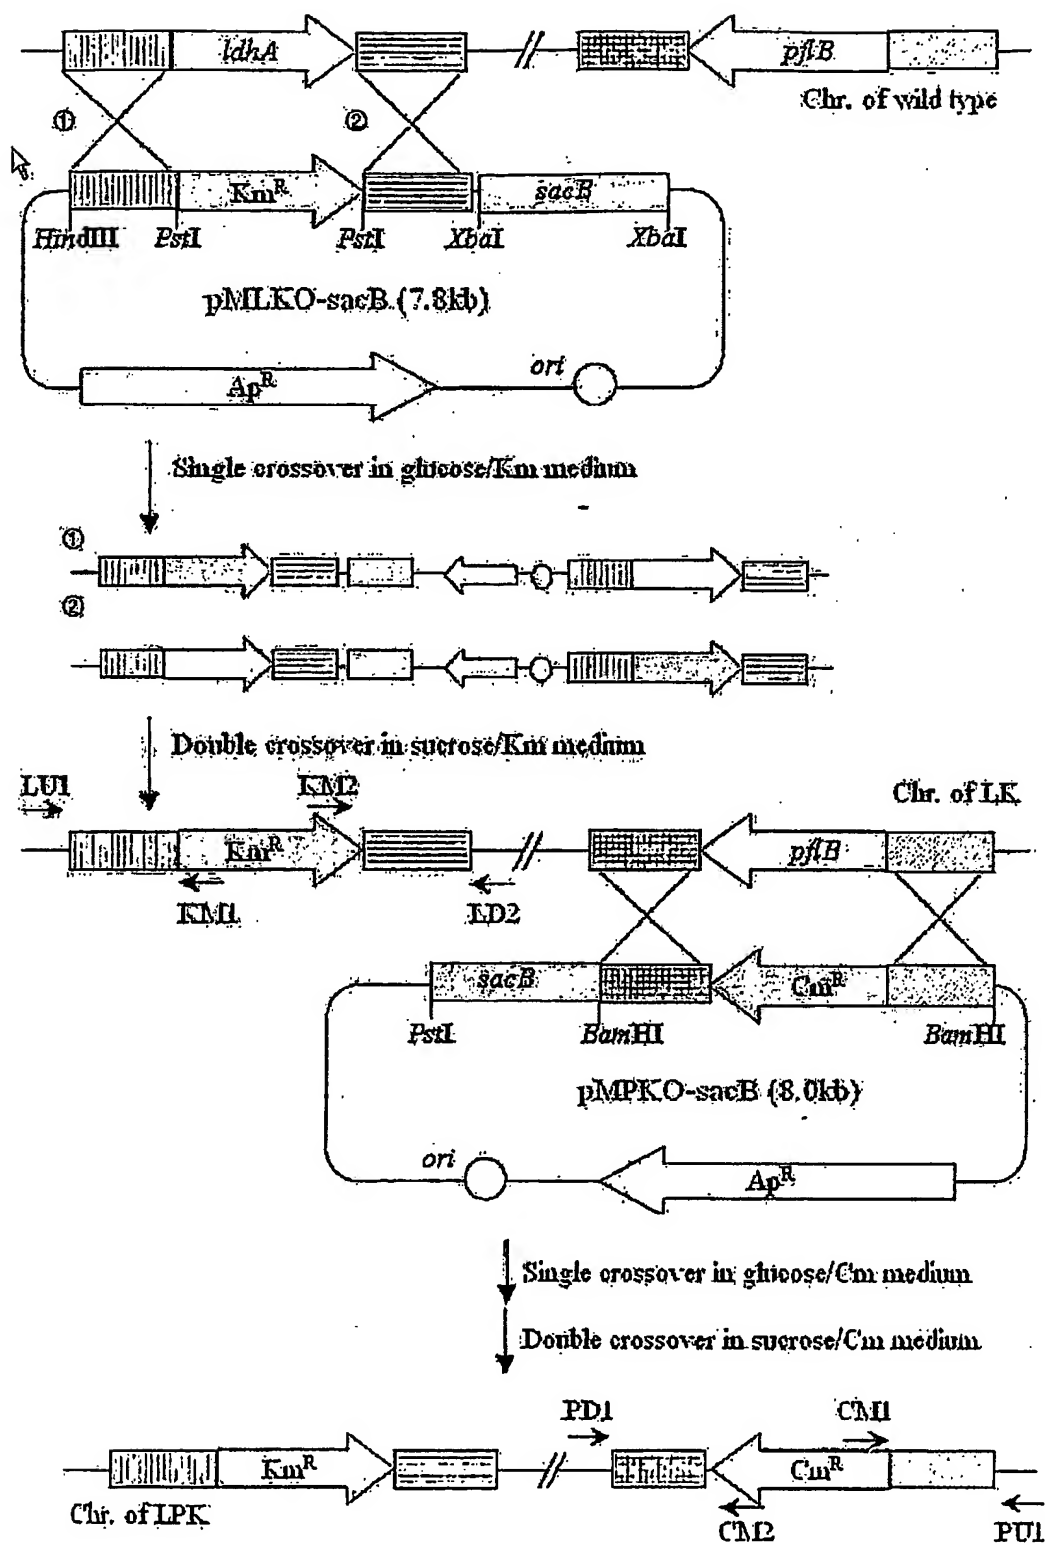 ldhA pflB
Chr. of wild type
① ②
Km^R sacB
HindIII PstI PstI XbaI XbaI
pMLKO-sacB (7.8kb)
Ap^R ori
Single crossover in glucose/Km medium
①
②
Double crossover in sucrose/Km medium
LU1 KM2 Chr. of LK
Km^R pflB
KM1 LD2
sacB Cm^R
PstI BamHI BamHI
pMPKO-sacB (8.0kb)
ori Ap^R
Single crossover in glucose/Cm medium
Double crossover in sucrose/Cm medium
PD1 CM1
Km^R Cm^R
Chr. of LPK CM2 PU1